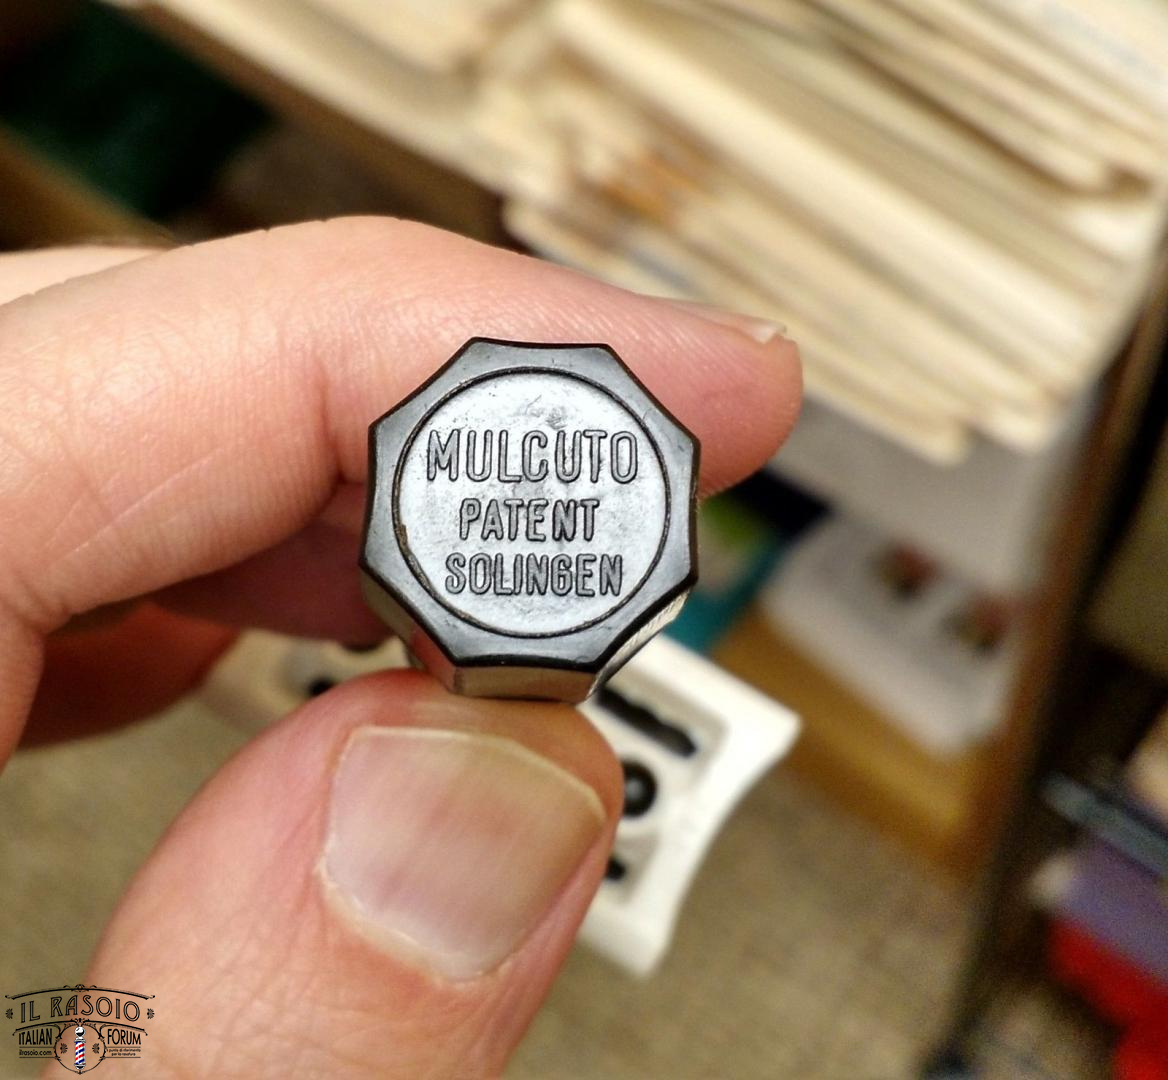 MULCUTO
PATENT
SOLINGEN
IL RASOIO
ITALIAN FORUM
ilrasoio.com